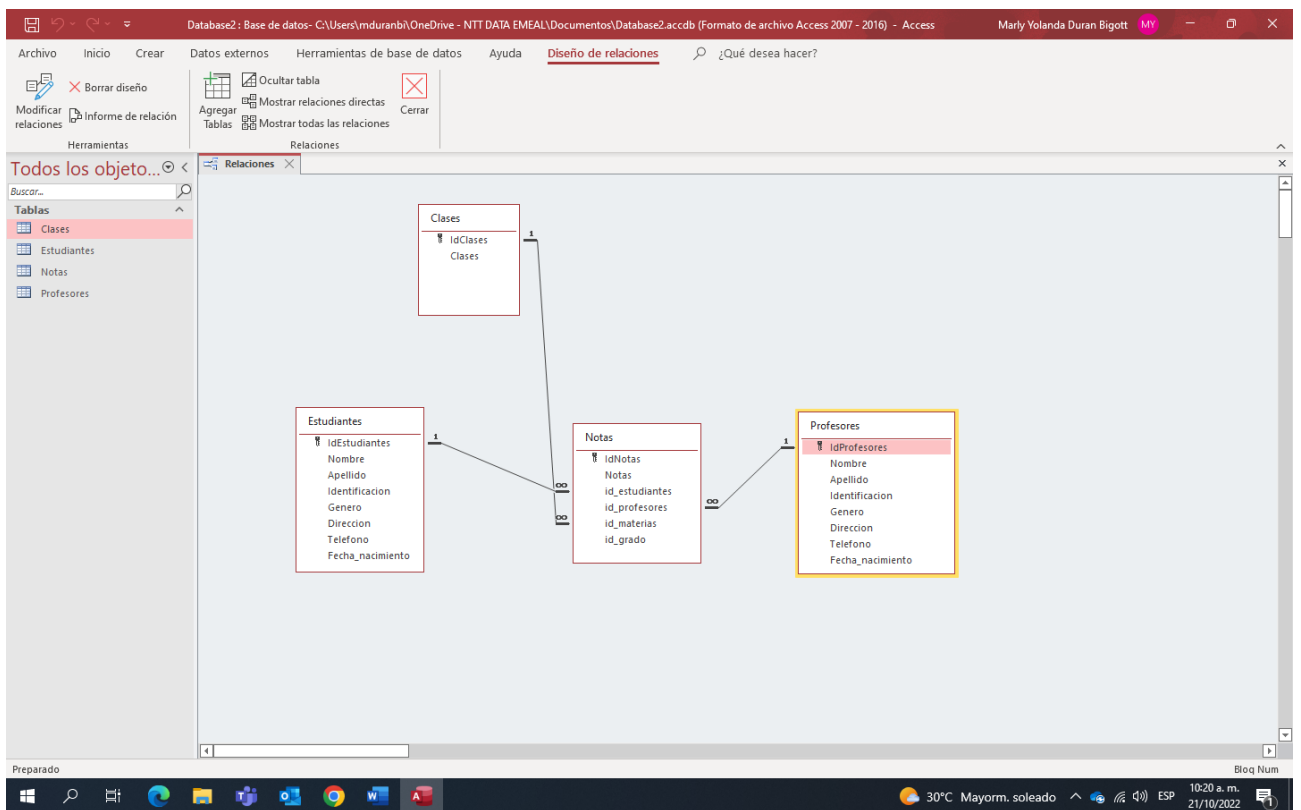 Database2 : Base de datos- C:\Users\mduranbi\OneDrive - NTT DATA EMEAL\Documentos\Database2.accdb (Formato de archivo Access 2007 - 2016) - Access
Marly Yolanda Duran Bigott
MY
Archivo Inicio Crear Datos externos Herramientas de base de datos Ayuda Diseño de relaciones ¿Qué desea hacer?
Modificar
relaciones
Borrar diseño
Informe de relación
Herramientas
Agregar
Tablas
Ocultar tabla
Mostrar relaciones directas
Mostrar todas las relaciones
Cerrar
Relaciones
Todos los objeto...
Buscar...
Tablas
Clases
Estudiantes
Notas
Profesores
Relaciones
Clases
IdClases
Clases
1
Estudiantes
IdEstudiantes
Nombre
Apellido
Identificacion
Genero
Direccion
Telefono
Fecha_nacimiento
1
∞
∞
Notas
IdNotas
Notas
id_estudiantes
id_profesores
id_materias
id_grado
∞
1
Profesores
IdProfesores
Nombre
Apellido
Identificacion
Genero
Direccion
Telefono
Fecha_nacimiento
Preparado
Bloq Num
30°C Mayorm. soleado
ESP
10:20 a. m.
21/10/2022
1